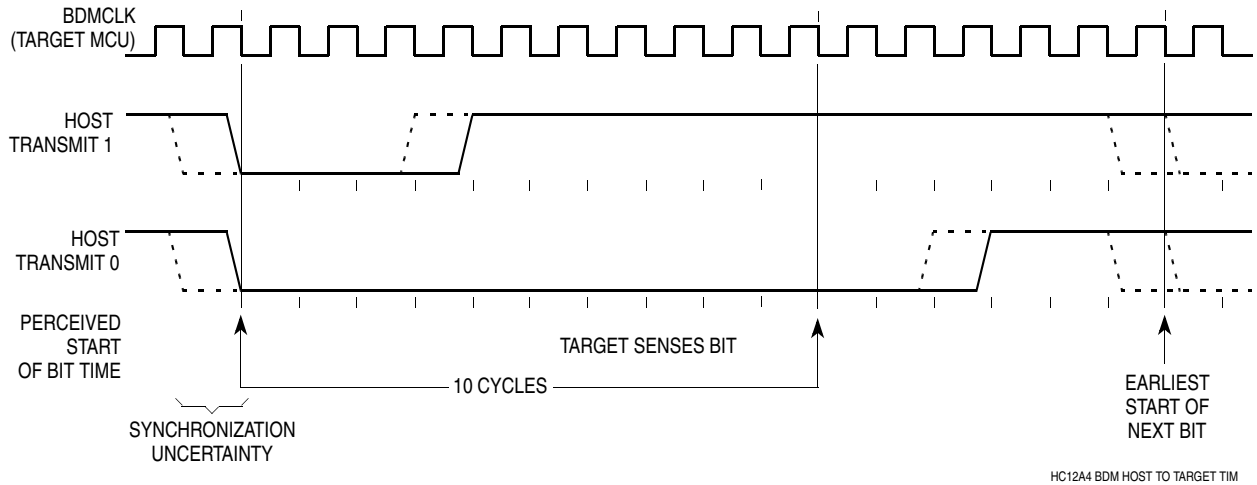 BDMCLK
(TARGET MCU)
HOST
TRANSMIT 1
HOST
TRANSMIT 0
PERCEIVED
START
OF BIT TIME
TARGET SENSES BIT
10 CYCLES
EARLIEST
START OF
NEXT BIT
SYNCHRONIZATION
UNCERTAINTY
HC12A4 BDM HOST TO TARGET TIM